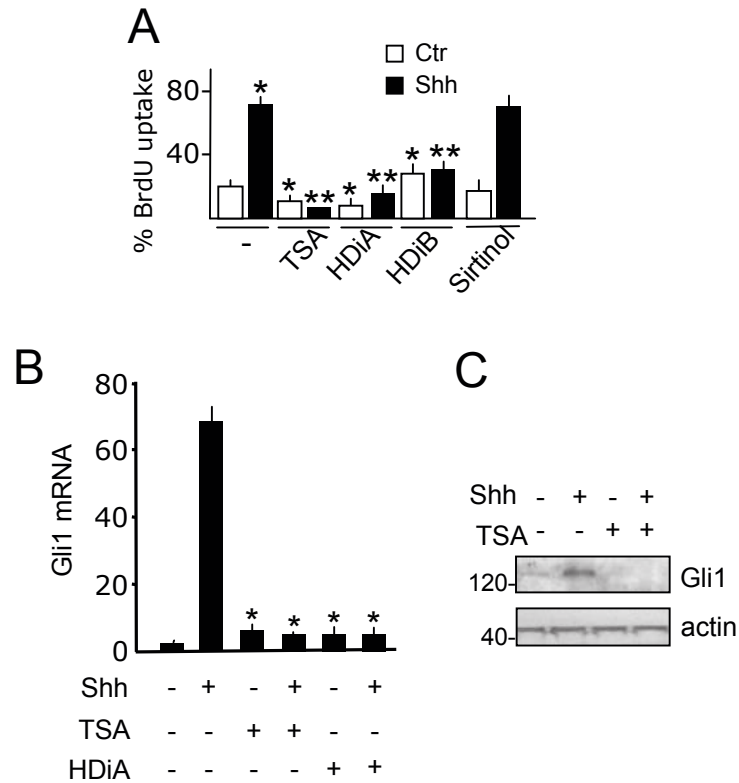 A
Ctr
Shh
% BrdU uptake
80
40
* * ** * ** * **
- TSA HDiA HDiB Sirtinol
B
Gli1 mRNA
80
60
40
20
0
* * * *
Shh - + - + - +
TSA - - + + - -
HDiA - - - - + +
C
Shh - + - +
TSA - - + +
120- Gli1
40- actin